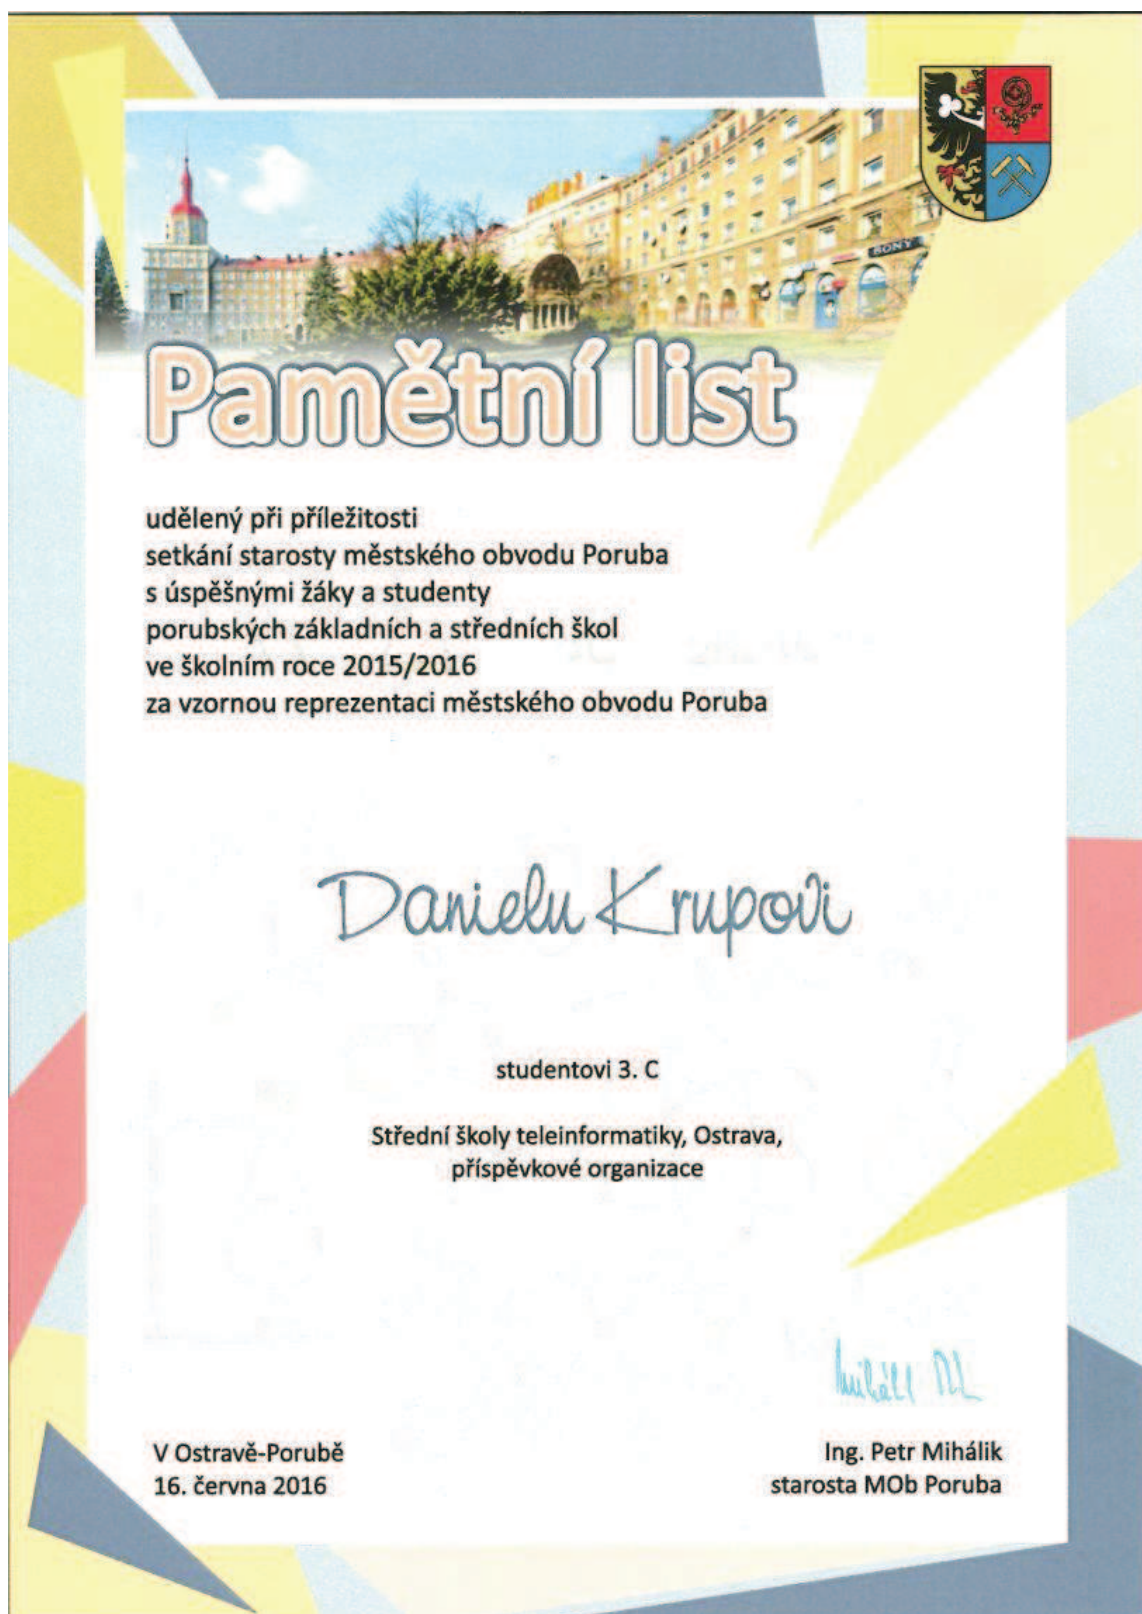 SONY
Pamětní list
udělený při příležitosti
setkání starosty městského obvodu Poruba
s úspěšnými žáky a studenty
porubských základních a středních škol
ve školním roce 2015/2016
za vzornou reprezentaci městského obvodu Poruba
Danielu Krupovi
studentovi 3. C
Střední školy teleinformatiky, Ostrava,
příspěvkové organizace
V Ostravě-Porubě
16. června 2016
Ing. Petr Mihálik
starosta MOb Poruba